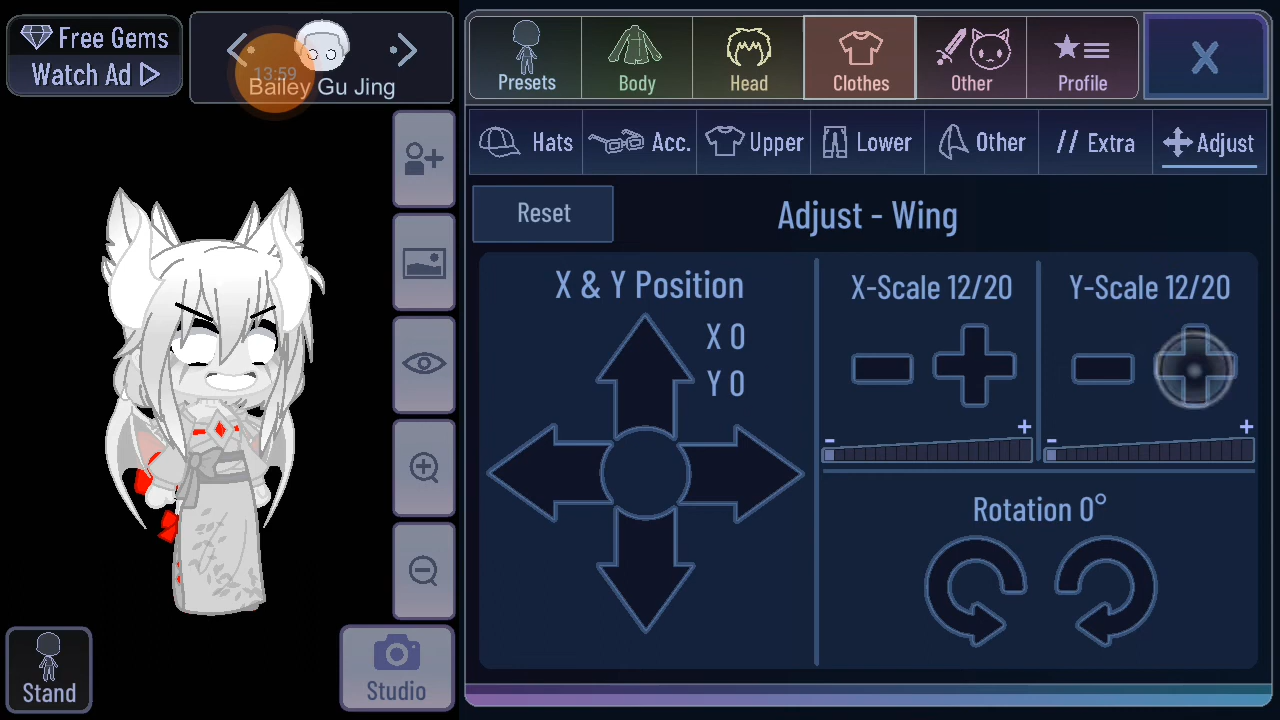 Free Gems
Watch Ad
13:59
Bailey Gu Jing
Presets
Body
Head
Clothes
Other
Profile
X
Hats
Acc.
Upper
Lower
Other
Extra
Adjust
Reset
Adjust - Wing
X & Y Position
X 0
Y 0
X-Scale 12/20
Y-Scale 12/20
- +
- +
Rotation 0°
Stand
Studio